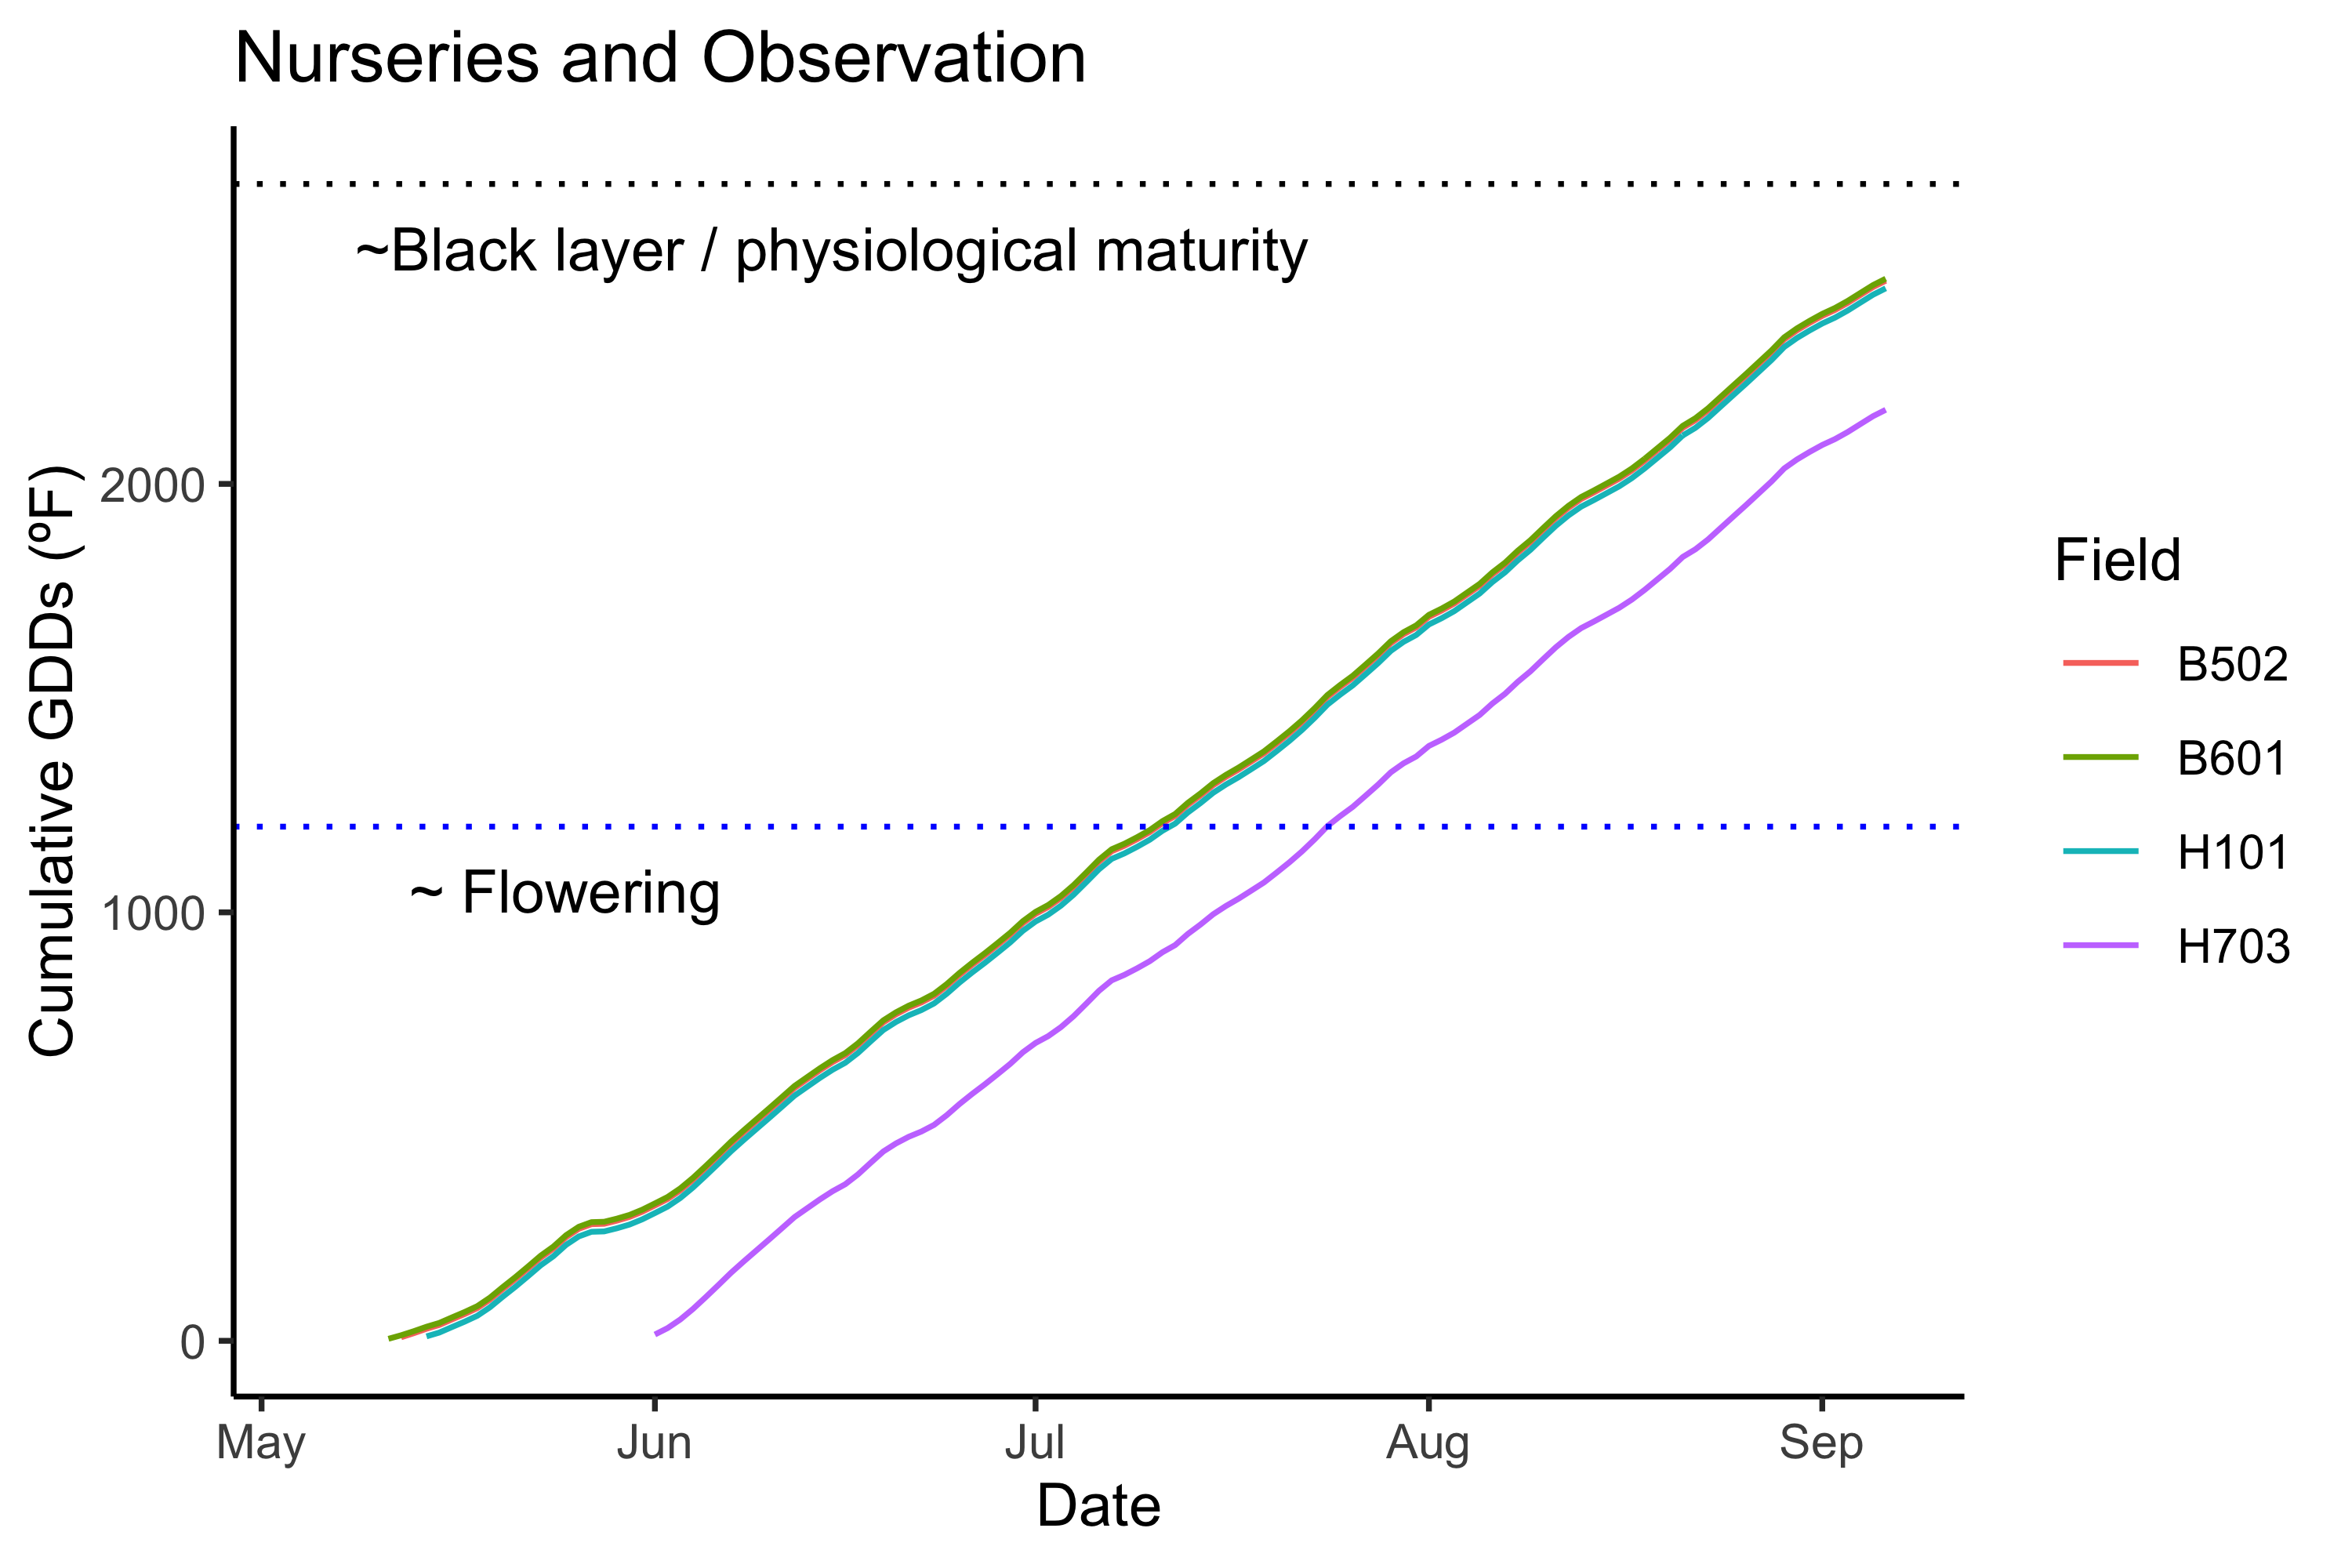 Nurseries and Observation
~Black layer / physiological maturity
~ Flowering
Cumulative GDDs (ºF)
2000
1000
0
May
Jun
Jul
Aug
Sep
Date
Field
B502
B601
H101
H703